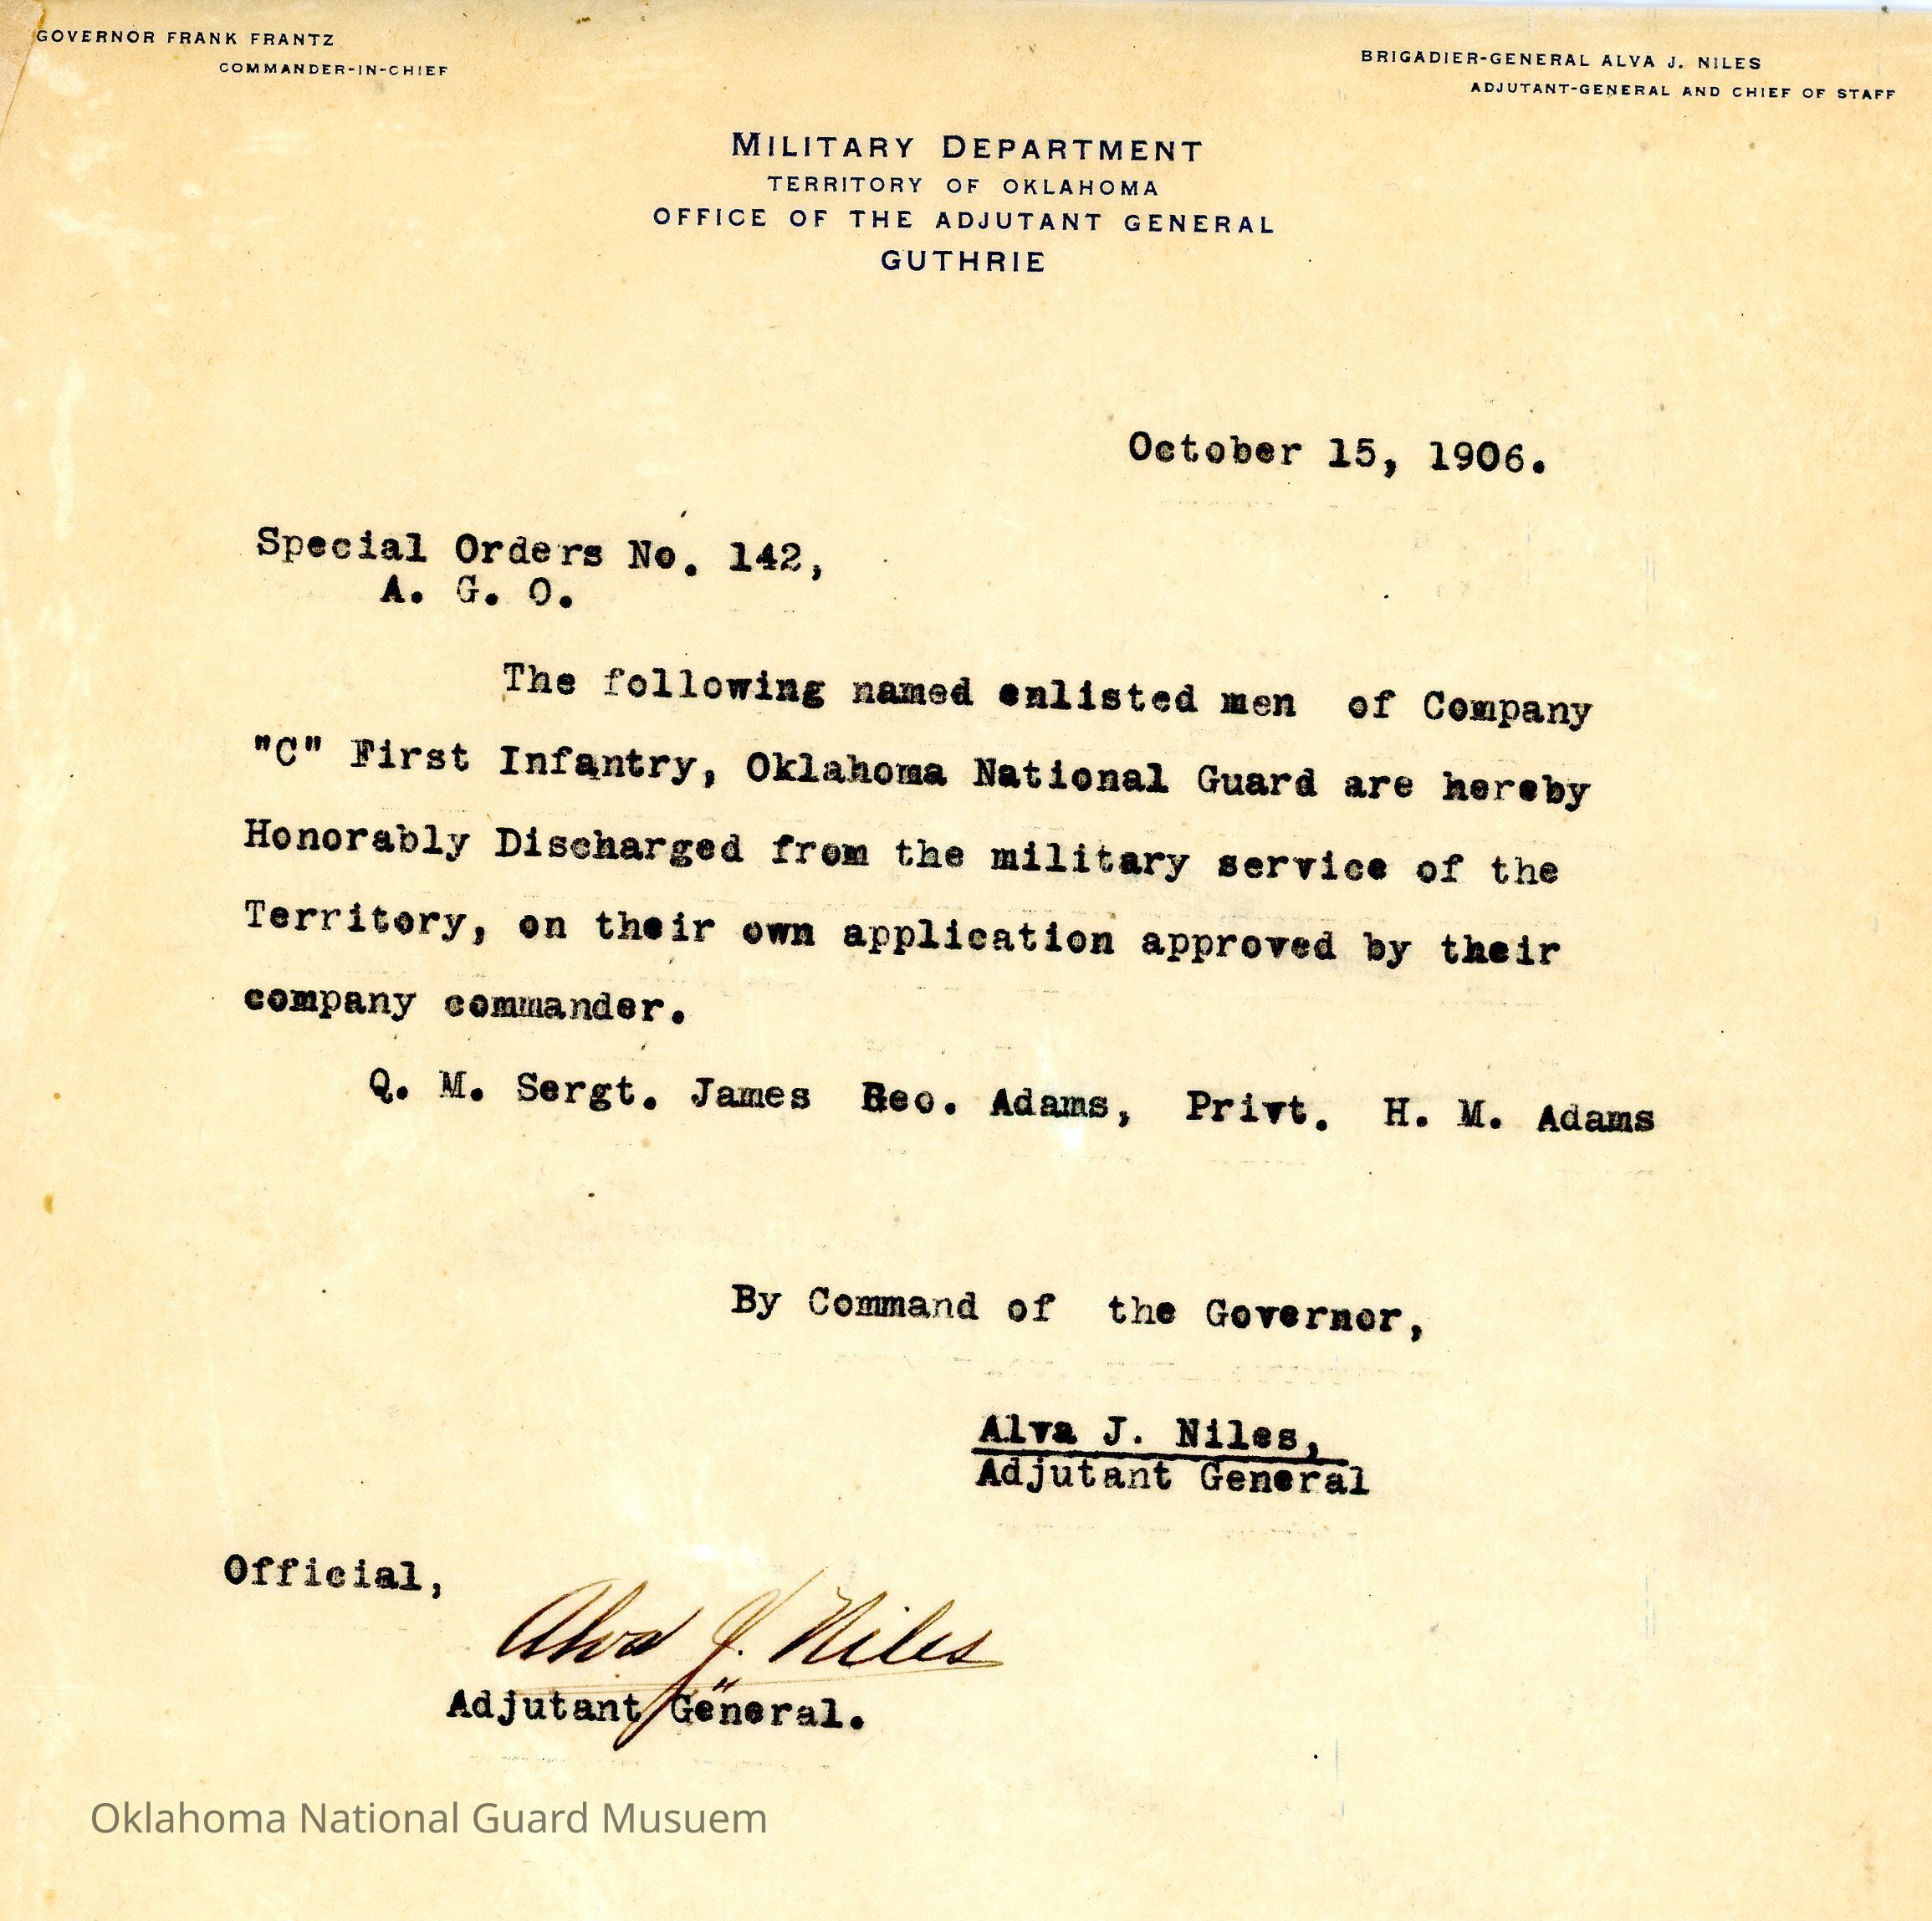 GOVERNOR FRANK FRANTZ
COMMANDER-IN-CHIEF
BRIGADIER-GENERAL ALVA J. NILES
ADJUTANT-GENERAL AND CHIEF OF STAFF
MILITARY DEPARTMENT
TERRITORY OF OKLAHOMA
OFFICE OF THE ADJUTANT GENERAL
GUTHRIE
October 15, 1906.
Special Orders No. 142,
A. G. O.
The following named enlisted men of Company
"C" First Infantry, Oklahoma National Guard are hereby
Honorably Discharged from the military service of the
Territory, on their own application approved by their
company commander.
Q. M. Sergt. James Geo. Adams, Privt. H. M. Adams
By Command of the Governor,
Alva J. Niles,
Adjutant General
Official,
Alva J. Niles
Adjutant General.
Oklahoma National Guard Musuem